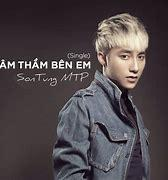 (Single)
ÂM THẦM BÊN EM
SonTung MTP